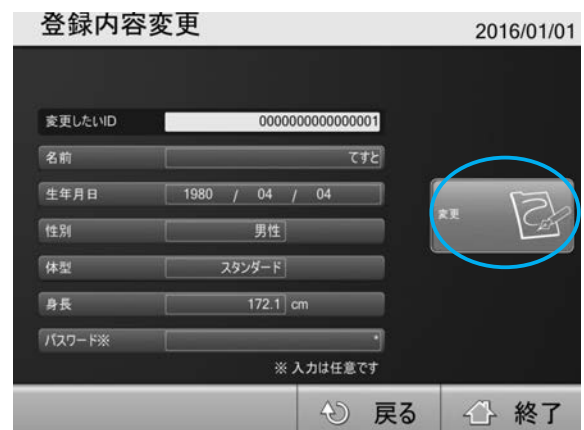 登録内容変更 2016/01/01
変更したいID 0000000000000001
名前 てすと
生年月日 1980 / 04 / 04
性別 男性
変更
体型 スタンダード
身長 172.1 cm
パスワード※ *
※ 入力は任意です
戻る 終了